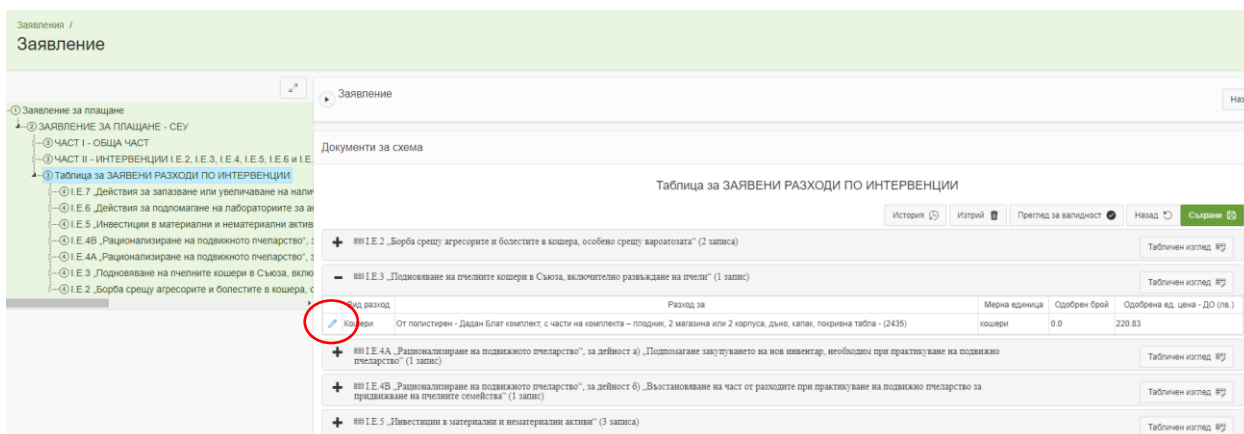 Заявления /
Заявление
Заявление за плащане
ЗАЯВЛЕНИЕ ЗА ПЛАЩАНЕ - СЕУ
ЧАСТ I - ОБЩА ЧАСТ
ЧАСТ II - ИНТЕРВЕНЦИИ I.E.2, I.E.3, I.E.4, I.E.5, I.E.6 и I.E.
Таблица за ЗАЯВЕНИ РАЗХОДИ ПО ИНТЕРВЕНЦИИ
I.E.7 „Действия за запазване или увеличаване на
I.E.6 „Действия за подпомагане на лабораториите за
I.E.5 „Инвестиции в материални и нематериални
I.E.4В „Рационализиране на подвижното пчеларство",
I.E.4А „Рационализиране на подвижното пчеларство",
I.E.3 „Подновяване на пчелните кошери в Съюза,
I.E.2 „Борба срещу агресорите и болестите в кошера,
Заявление
Наз
Документи за схема
Таблица за ЗАЯВЕНИ РАЗХОДИ ПО ИНТЕРВЕНЦИИ
История Изтрий Преглед за валидност Назад Съхрани
I.E.2 „Борба срещу агресорите и болестите в кошера, особено срещу вароатозата" (2 записа) Табличен изглед
I.E.3 „Подновяване на пчелните кошери в Съюза, включително развъждане на пчели" (1 запис) Табличен изглед
Вид разход Разход за Мерна единица Одобрен брой Одобрена ед. цена - ДО (лв.)
Кошери От полистирен - Дадан Блат комплект, с части на комплекта – плодник, 2 магазина или 2 корпуса, дъно, капак, покривна табла - (2435) кошери 0.0 220.83
I.E.4А „Рационализиране на подвижното пчеларство", за дейност а) „Подпомагане закупуването на нов инвентар, необходим при практикуване на подвижно
пчеларство" (1 запис) Табличен изглед
I.E.4В „Рационализиране на подвижното пчеларство", за дейност б) „Възстановяване на част от разходите при практикуване на подвижно пчеларство за
придвижване на пчелните семейства" (1 запис) Табличен изглед
I.E.5 „Инвестиции в материални и нематериални активи" (3 записа) Табличен изглед